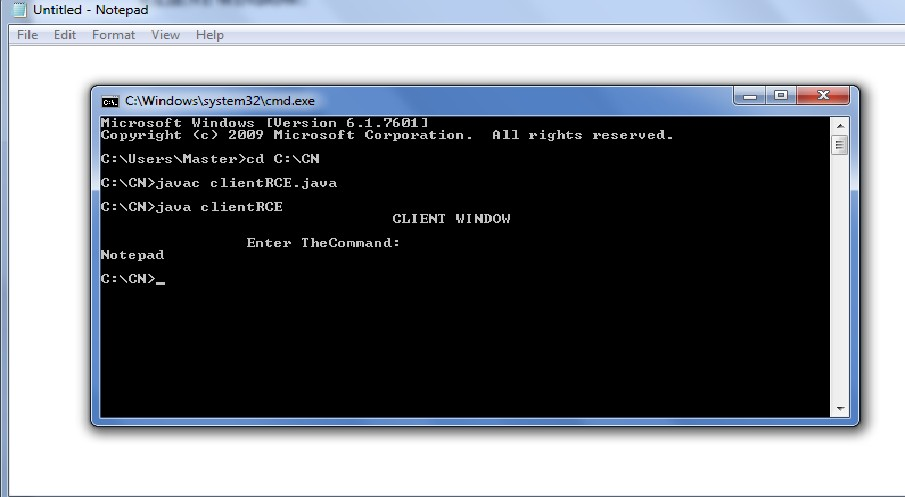 Untitled - Notepad
File Edit Format View Help
C:\Windows\system32\cmd.exe
Microsoft Windows [Version 6.1.7601]
Copyright (c) 2009 Microsoft Corporation. All rights reserved.
C:\Users\Master>cd C:\CN
C:\CN>javac clientRCE.java
C:\CN>java clientRCE
CLIENT WINDOW
Enter TheCommand:
Notepad
C:\CN>_